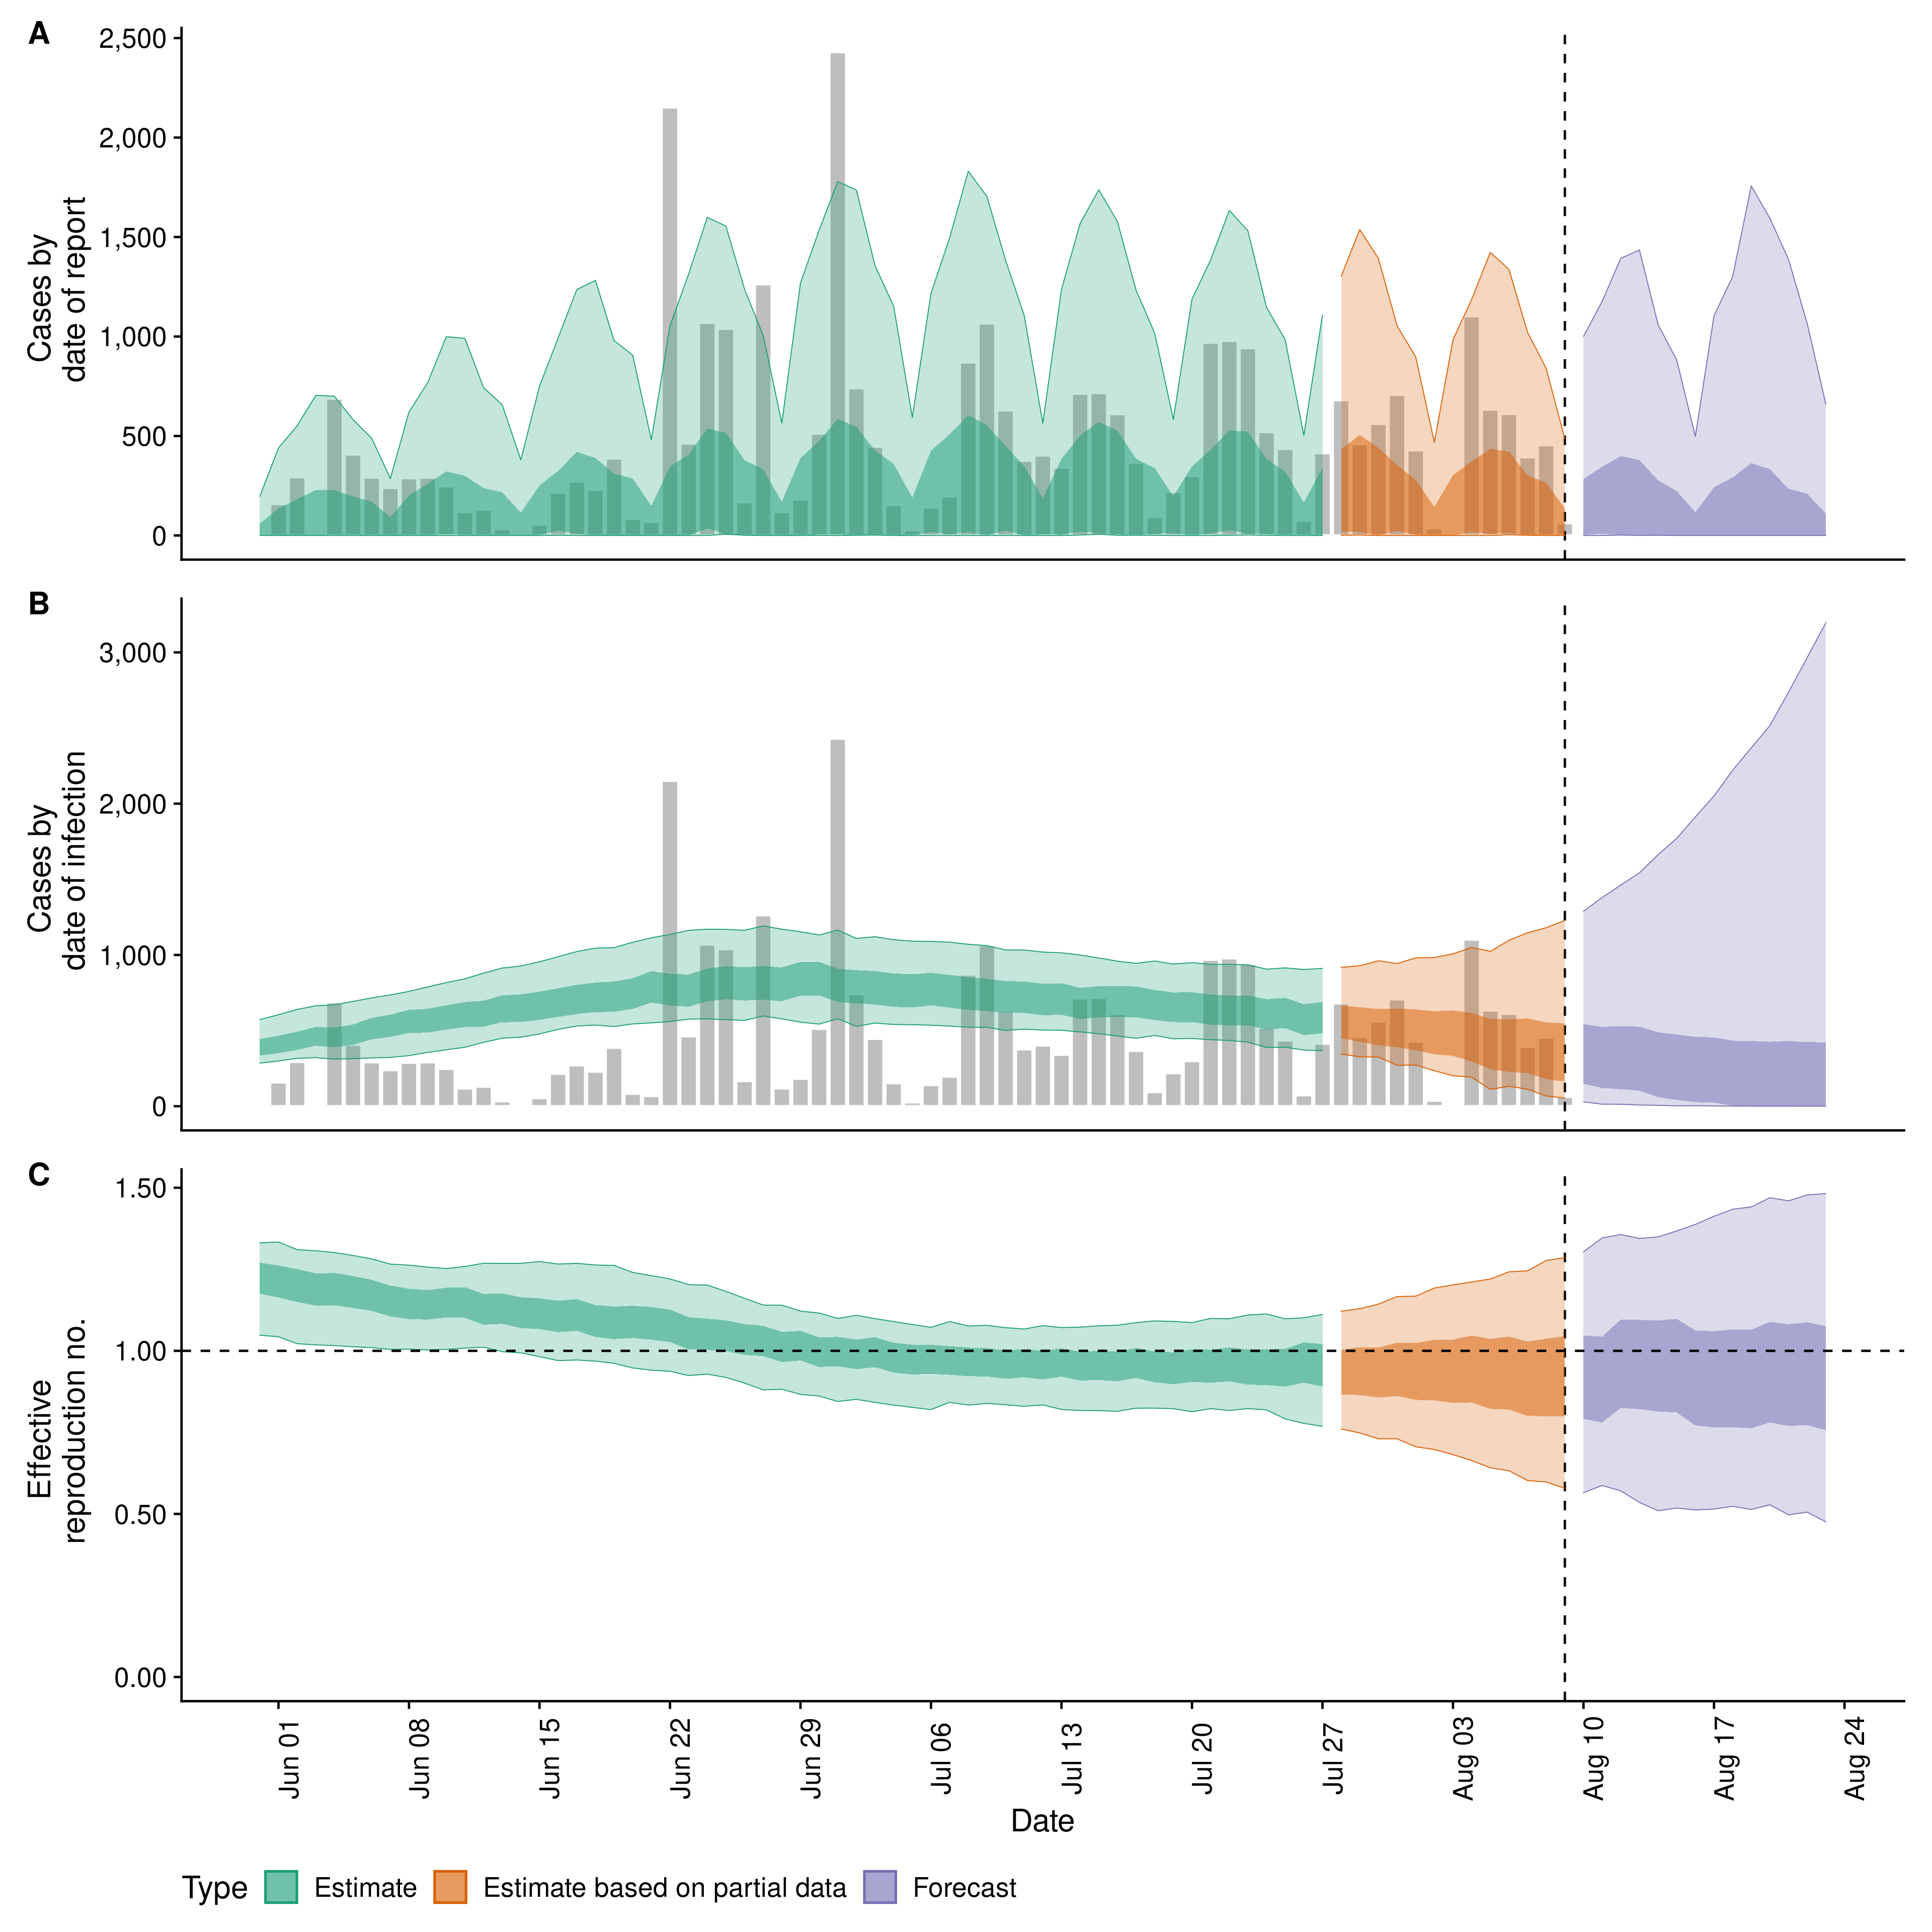 A
2,500
2,000
1,500
1,000
500
0
Cases by
date of report
B
3,000
2,000
1,000
0
Cases by
date of infection
C
1.50
1.00
0.50
0.00
Effective
reproduction no.
Jun 01
Jun 08
Jun 15
Jun 22
Jun 29
Jul 06
Jul 13
Jul 20
Jul 27
Aug 03
Aug 10
Aug 17
Aug 24
Date
Type Estimate Estimate based on partial data Forecast